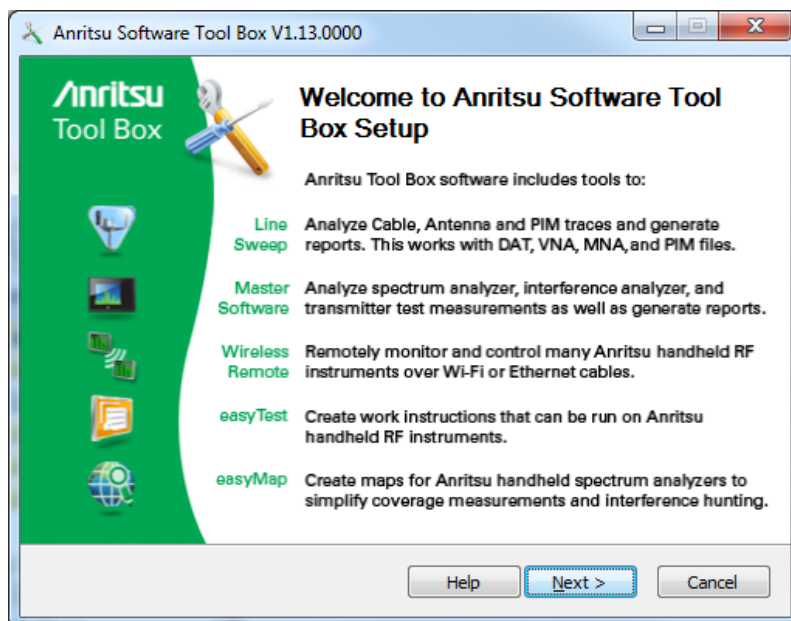 Anritsu Software Tool Box V1.13.0000
Anritsu
Tool Box
Welcome to Anritsu Software Tool
Box Setup
Anritsu Tool Box software includes tools to:
Line
Sweep
Analyze Cable, Antenna and PIM traces and generate
reports. This works with DAT, VNA, MNA,and PIM files.
Master
Software
Analyze spectrum analyzer, interference analyzer, and
transmitter test measurements as well as generate reports.
Wireless
Remote
Remotely monitor and control many Anritsu handheld RF
instruments over Wi-Fi or Ethernet cables.
easyTest
Create work instructions that can be run on Anritsu
handheld RF instruments.
easyMap
Create maps for Anritsu handheld spectrum analyzers to
simplify coverage measurements and interference hunting.
Help
Next >
Cancel